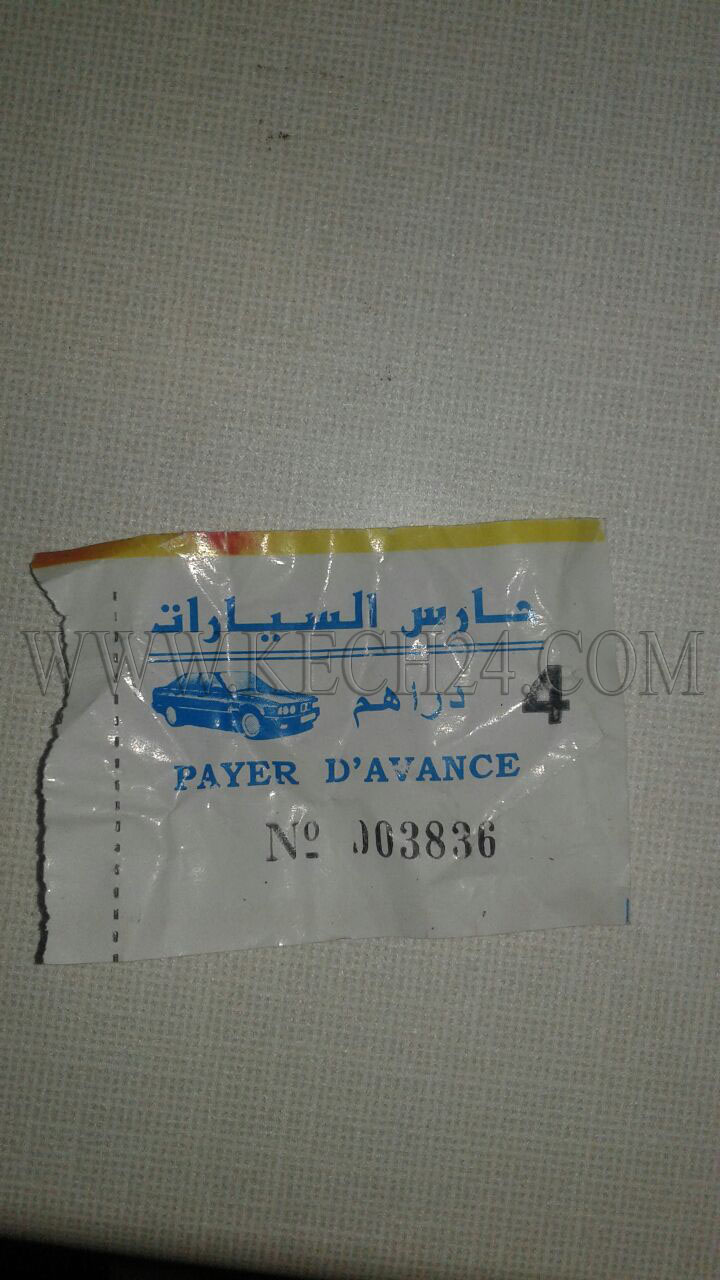 حارس السيارات
WWW.KECH24.COM
4 دراهم
PAYER D'AVANCE
Nº 003836